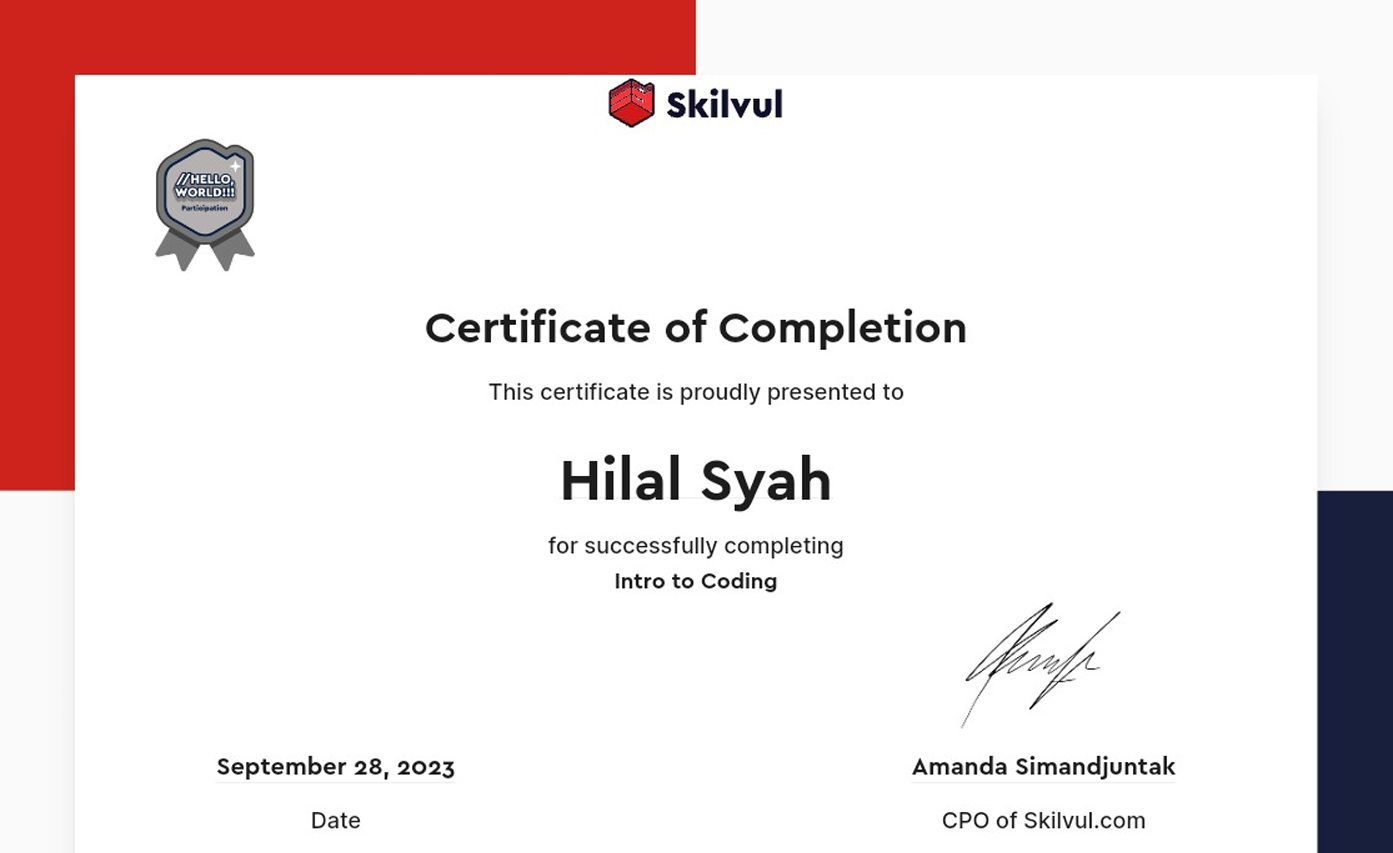 Skilvul
//HELLO,
WORLD!!!
Participation
Certificate of Completion
This certificate is proudly presented to
Hilal Syah
for successfully completing
Intro to Coding
September 28, 2023
Date
Amanda Simandjuntak
CPO of Skilvul.com